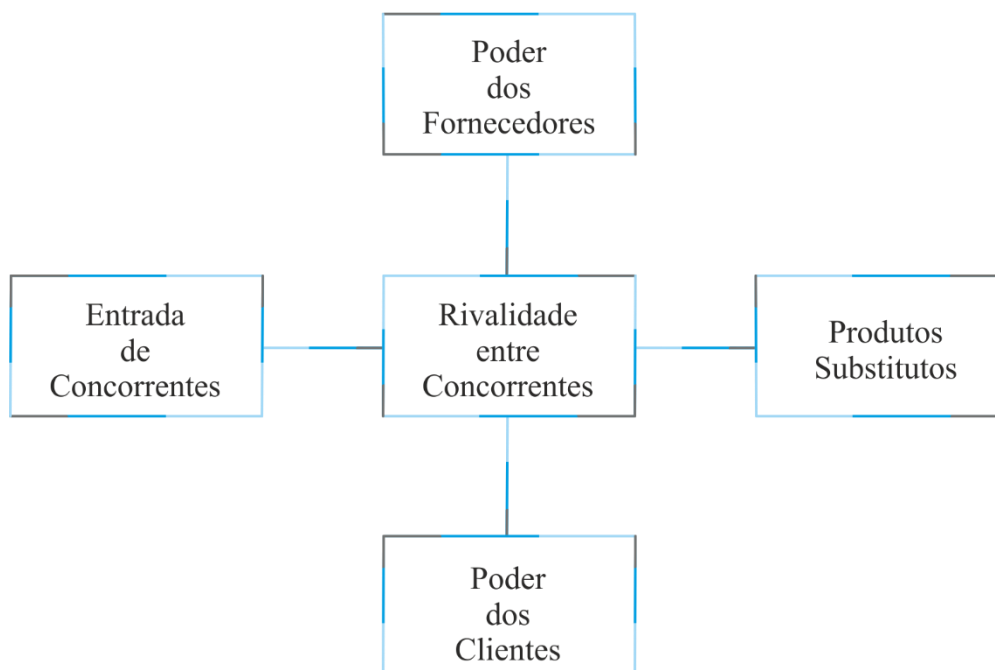 Poder
dos
Fornecedores
Entrada
de
Concorrentes
Rivalidade
entre
Concorrentes
Produtos
Substitutos
Poder
dos
Clientes